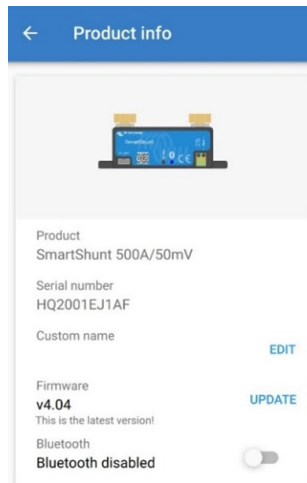 Product info
SmartShunt
Product
SmartShunt 500A/50mV
Serial number
HQ2001EJ1AF
Custom name
EDIT
Firmware
v4.04
UPDATE
This is the latest version!
Bluetooth
Bluetooth disabled